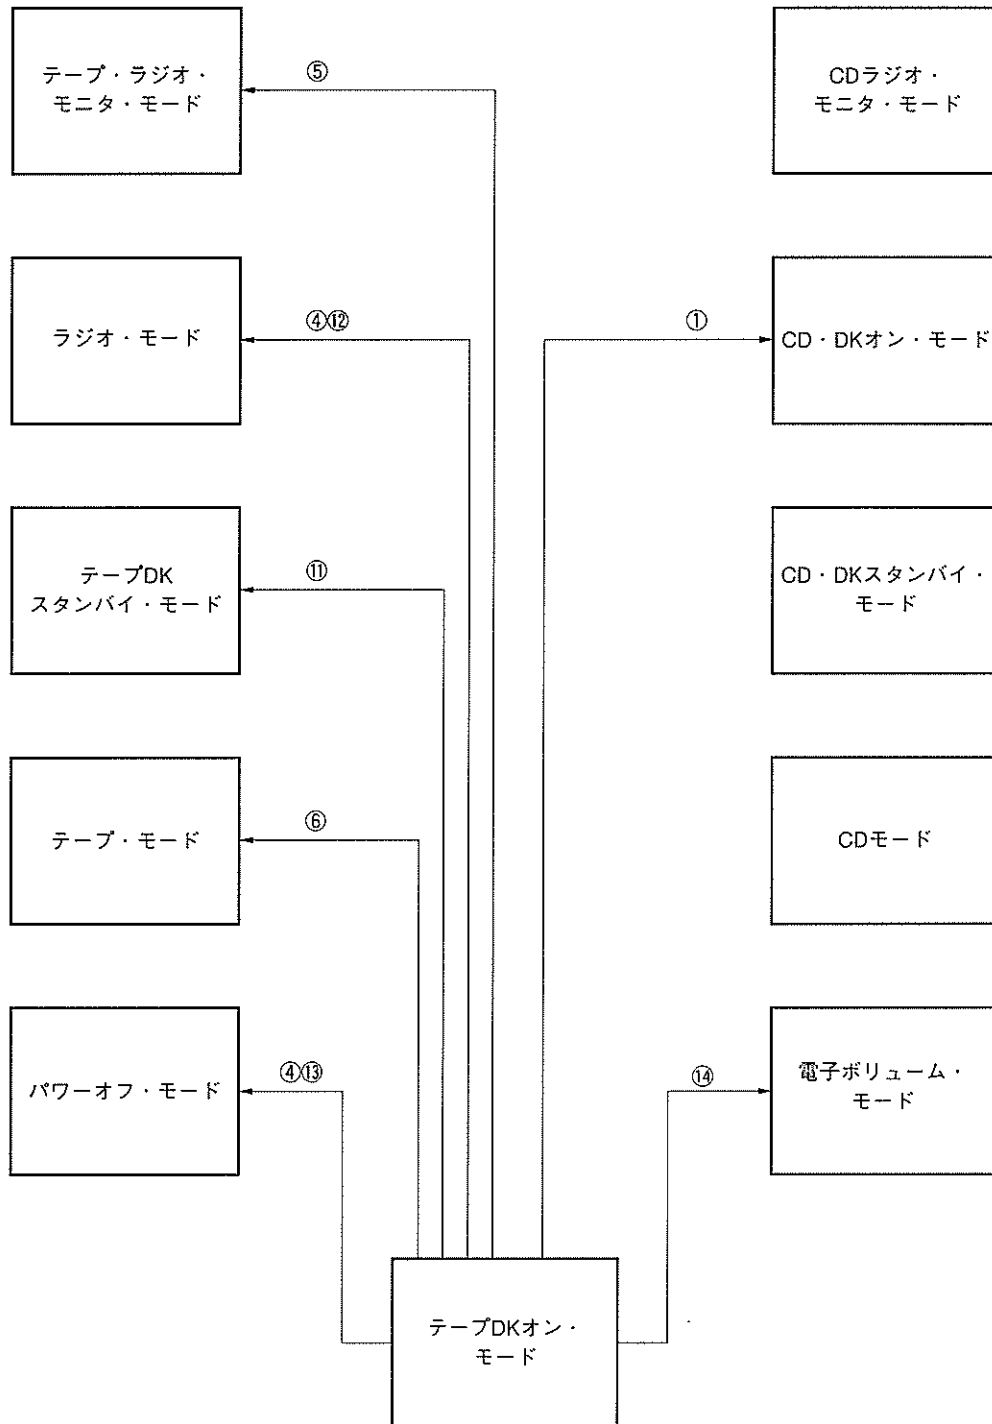 テープ・ラジオ・
モニタ・モード
⑤
CDラジオ・
モニタ・モード
ラジオ・モード
④⑫
①
CD・DKオン・モード
テープDK
スタンバイ・モード
⑪
CD・DKスタンバイ・
モード
テープ・モード
⑥
CDモード
パワーオフ・モード
④⑬
⑭
電子ボリューム・
モード
テープDKオン・
モード